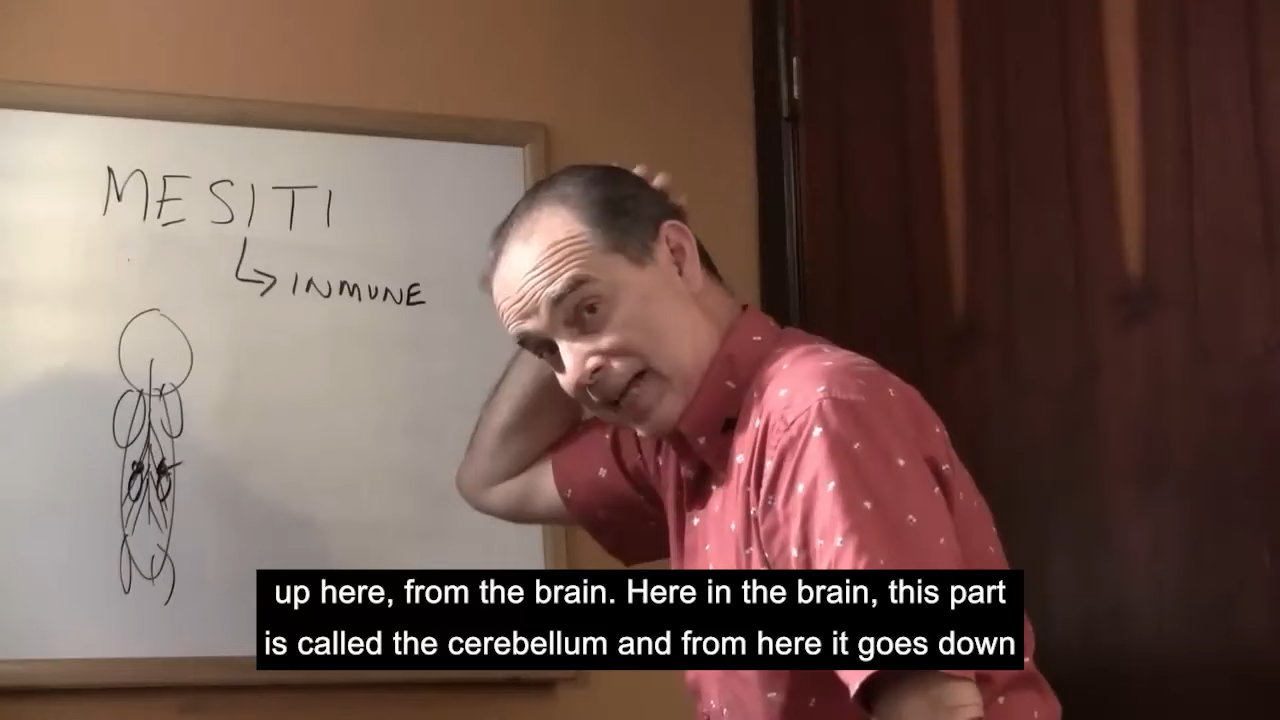 MESITI
INMUNE
up here, from the brain. Here in the brain, this part
is called the cerebellum and from here it goes down